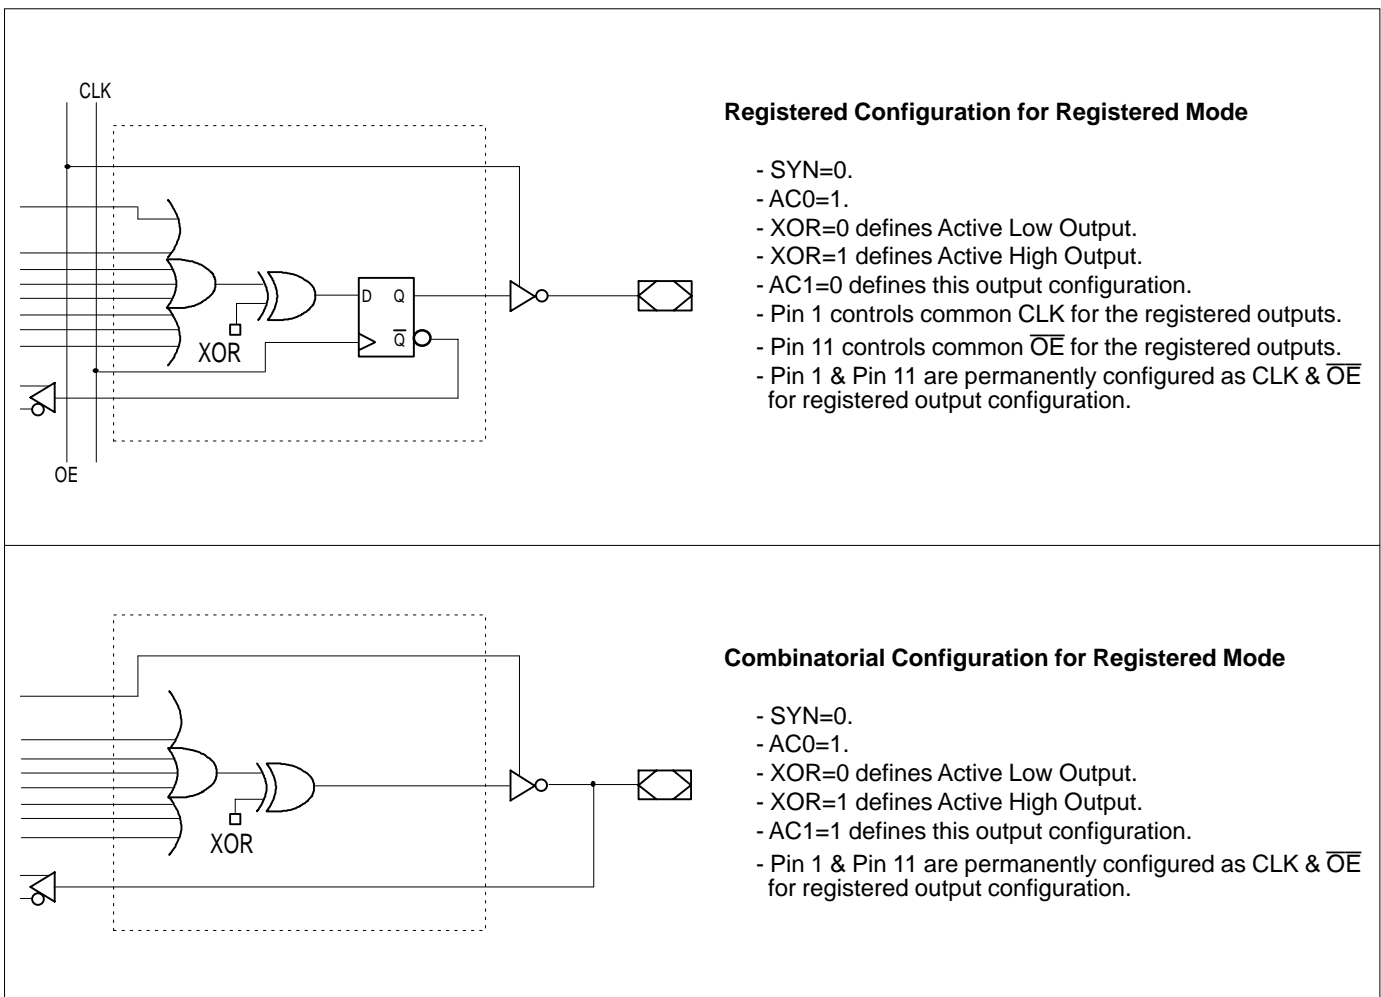 CLK
D Q
XOR
Q̅
OE
Registered Configuration for Registered Mode
- SYN=0.
- AC0=1.
- XOR=0 defines Active Low Output.
- XOR=1 defines Active High Output.
- AC1=0 defines this output configuration.
- Pin 1 controls common CLK for the registered outputs.
- Pin 11 controls common O̅E̅ for the registered outputs.
- Pin 1 & Pin 11 are permanently configured as CLK & O̅E̅
for registered output configuration.
XOR
Combinatorial Configuration for Registered Mode
- SYN=0.
- AC0=1.
- XOR=0 defines Active Low Output.
- XOR=1 defines Active High Output.
- AC1=1 defines this output configuration.
- Pin 1 & Pin 11 are permanently configured as CLK & O̅E̅
for registered output configuration.